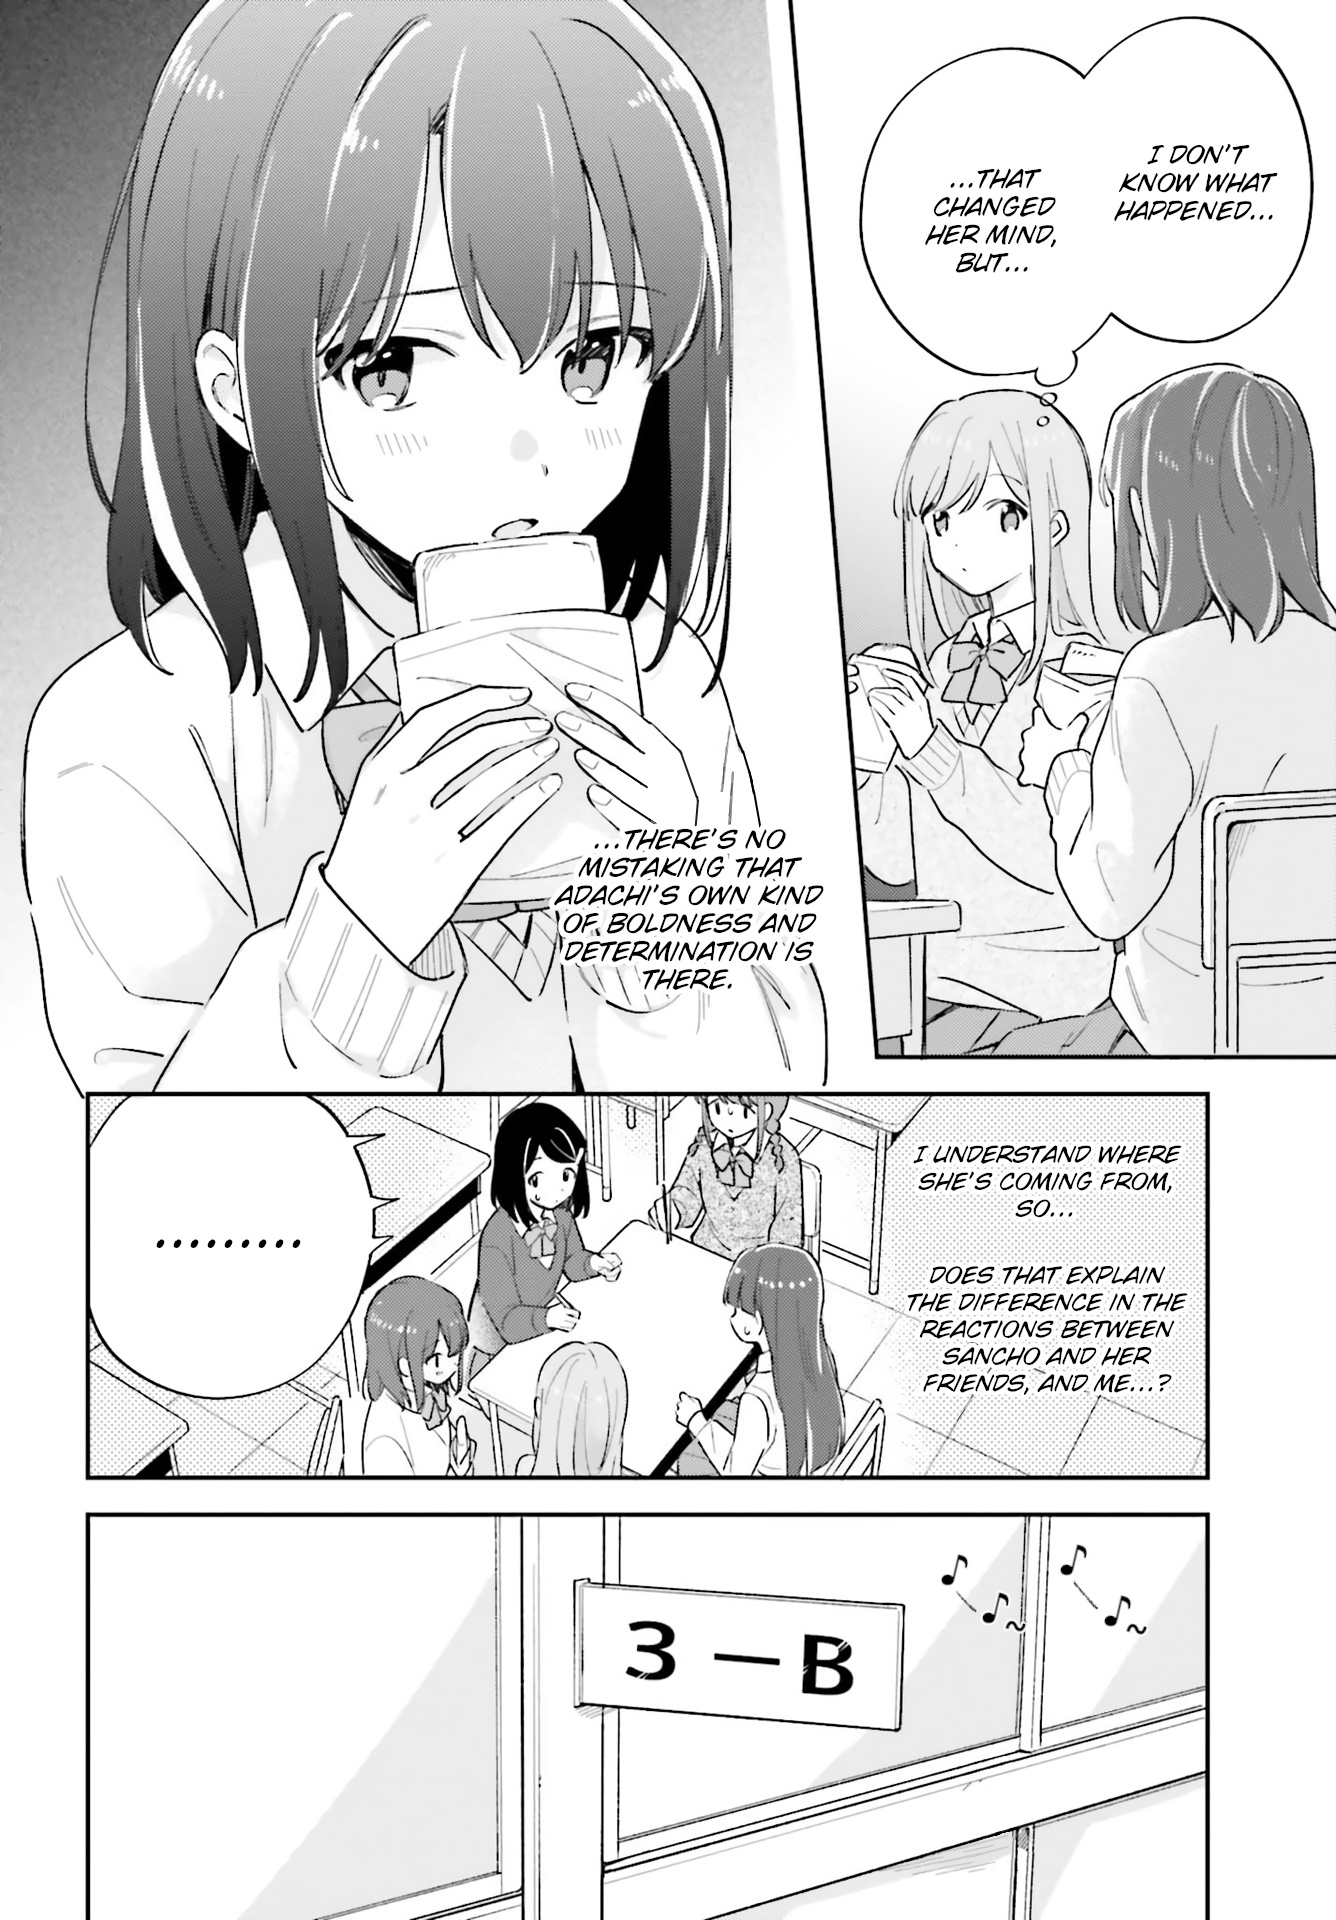 I DON'T
KNOW WHAT
HAPPENED...
...THAT
CHANGED
HER MIND,
BUT...
...THERE'S NO
MISTAKING THAT
ADACHI'S OWN KIND
OF BOLDNESS AND
DETERMINATION IS
THERE.
I UNDERSTAND WHERE
SHE'S COMING FROM,
SO...
DOES THAT EXPLAIN
THE DIFFERENCE IN THE
REACTIONS BETWEEN
SANCHO AND HER
FRIENDS, AND ME...?
.........
3-B